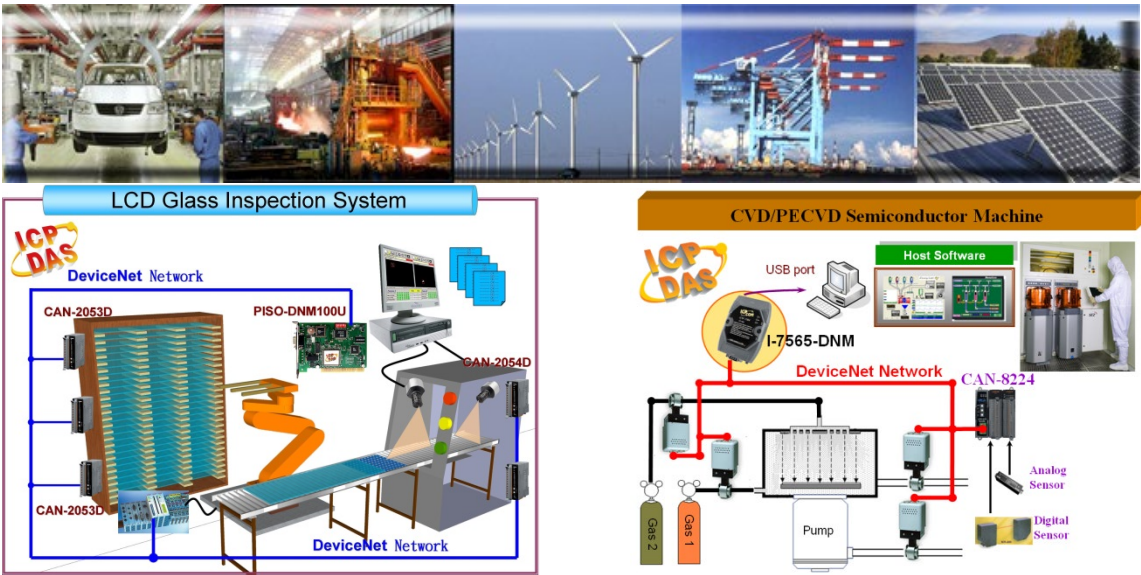 LCD Glass Inspection System
ICP
DAS
DeviceNet Network
CAN-2053D
PISO-DNM100U
CAN-2054D
CAN-2053D
DeviceNet Network
CVD/PECVD Semiconductor Machine
ICP
DAS
USB port
Host Software
I-7565-DNM
DeviceNet Network
CAN-8224
Analog
Sensor
Gas 2
Gas 1
Pump
Digital
Sensor